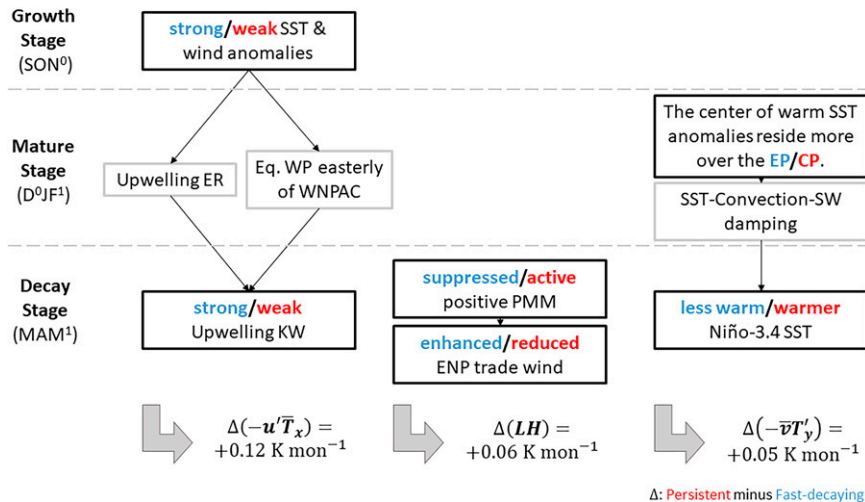 Growth
Stage
(SON⁰)
strong/weak SST &
wind anomalies
Mature
Stage
(D⁰JF¹)
Upwelling ER
Eq. WP easterly
of WNPAC
The center of warm SST
anomalies reside more
over the EP/CP.
SST-Convection-SW
damping
Decay
Stage
(MAM¹)
strong/weak
Upwelling KW
suppressed/active
positive PMM
enhanced/reduced
ENP trade wind
less warm/warmer
Niño-3.4 SST
Δ(−u′T̅ₓ) =
+0.12 K mon⁻¹
Δ(LH) =
+0.06 K mon⁻¹
Δ(−v̅T′_y) =
+0.05 K mon⁻¹
Δ: Persistent minus Fast-decaying